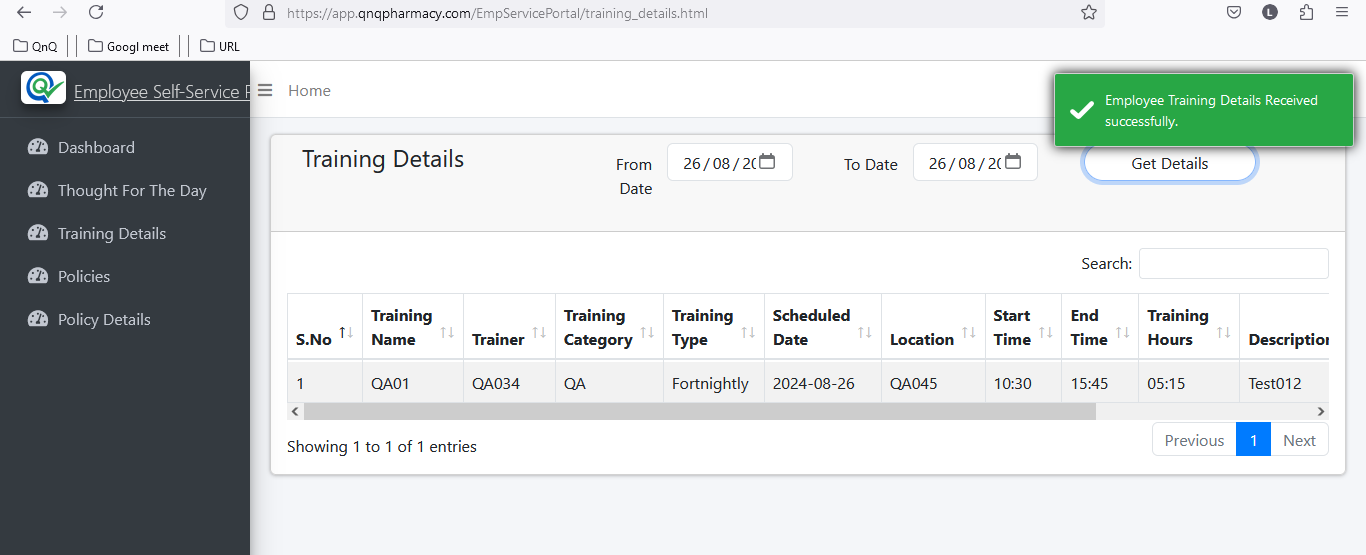 https://app.qnqpharmacy.com/EmpServicePortal/training_details.html
L
QnQ
Googl meet
URL
Employee Self-Service
Home
Employee Training Details Received
successfully.
Dashboard
Thought For The Day
Training Details
Policies
Policy Details
Training Details
From
Date
26/08/20
To Date
26/08/20
Get Details
Search:
S.No
Training
Name
Trainer
Training
Category
Training
Type
Scheduled
Date
Location
Start
Time
End
Time
Training
Hours
Description
1 QA01 QA034 QA Fortnightly 2024-08-26 QA045 10:30 15:45 05:15 Test012
Showing 1 to 1 of 1 entries
Previous 1 Next